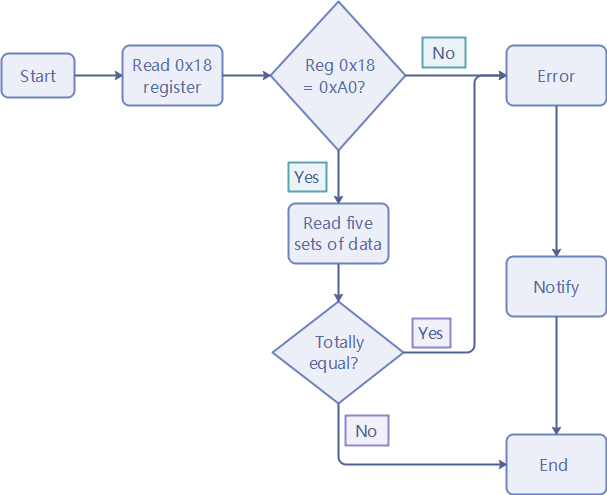 Start
Read 0x18
register
Reg 0x18
= 0xA0?
No
Error
Yes
Read five
sets of data
Notify
Totally
equal?
Yes
No
End